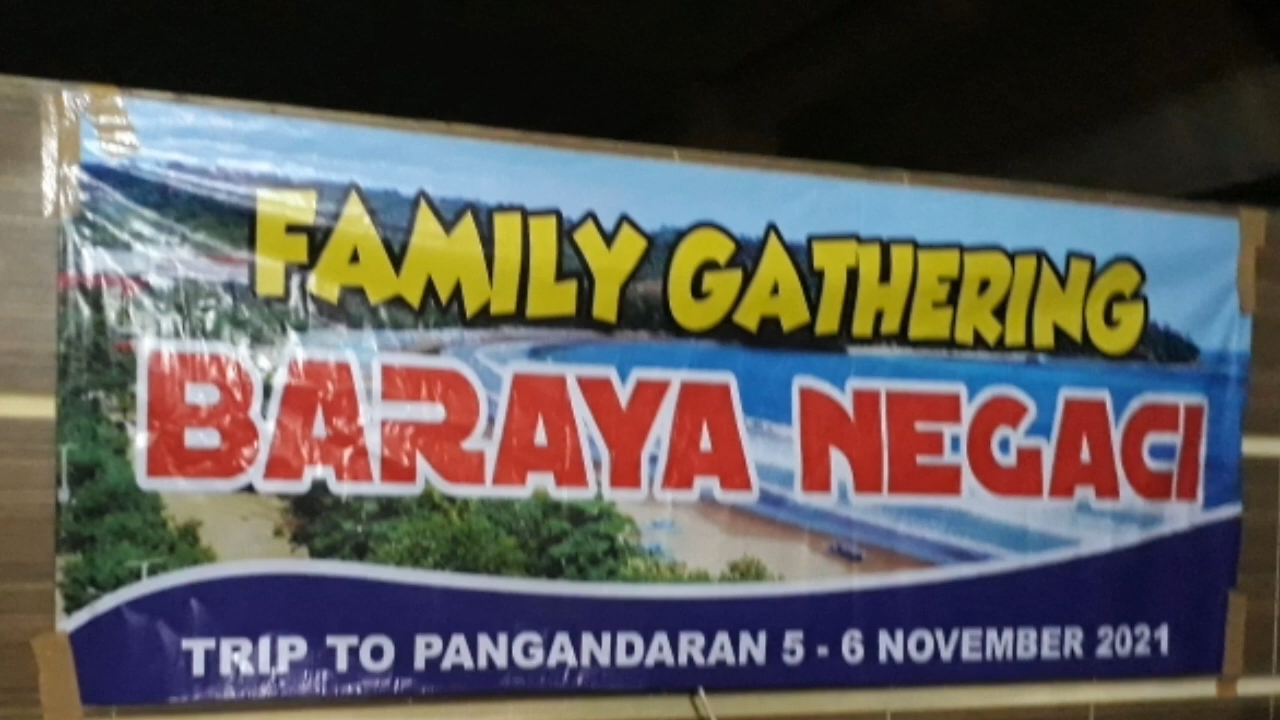 FAMILY GATHERING
BARAYA NEGACI
TRIP TO PANGANDARAN 5 - 6 NOVEMBER 2021